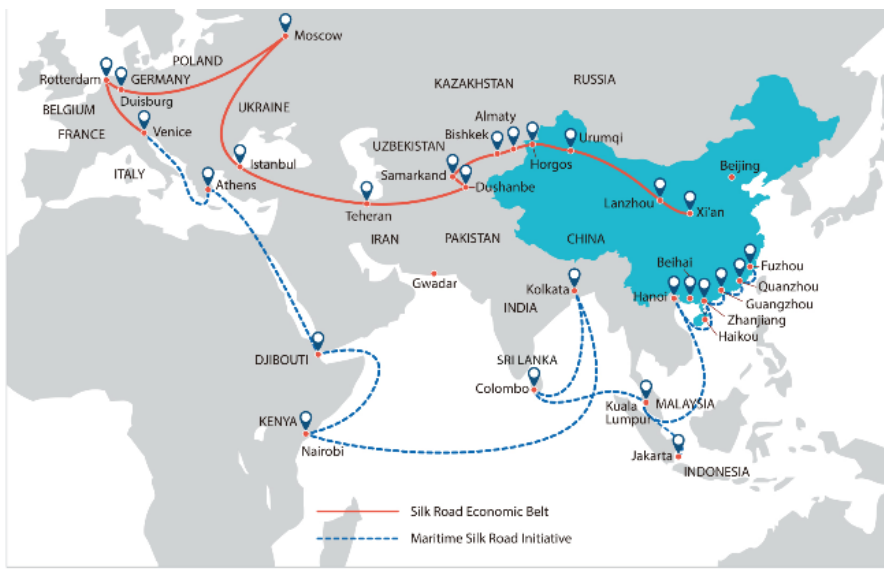 Moscow
POLAND
Rotterdam
GERMANY
Duisburg
BELGIUM
FRANCE
Venice
UKRAINE
ITALY
Athens
Istanbul
KAZAKHSTAN
RUSSIA
Almaty
Bishkek
UZBEKISTAN
Samarkand
Horgos
Urumqi
Dushanbe
Teheran
IRAN
PAKISTAN
Gwadar
Beijing
Lanzhou
Xi'an
CHINA
Beihai
Fuzhou
Quanzhou
Guangzhou
Zhanjiang
Haikou
Hanoi
Kolkata
INDIA
SRI LANKA
Colombo
DJIBOUTI
KENYA
Nairobi
Kuala
Lumpur
MALAYSIA
Jakarta
INDONESIA
Silk Road Economic Belt
Maritime Silk Road Initiative